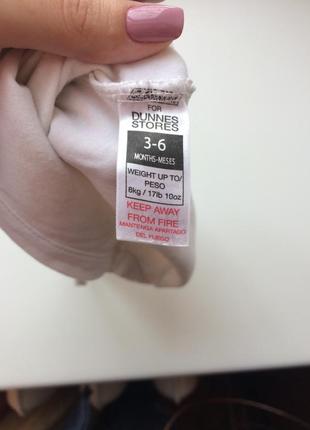 FOR
DUNNES
STORES
3-6
MONTHS-MESES
WEIGHT UP TO/
PESO
8kg / 17lb 10oz
KEEP AWAY
FROM FIRE
MANTENGA APARTADO
DEL FUEGO